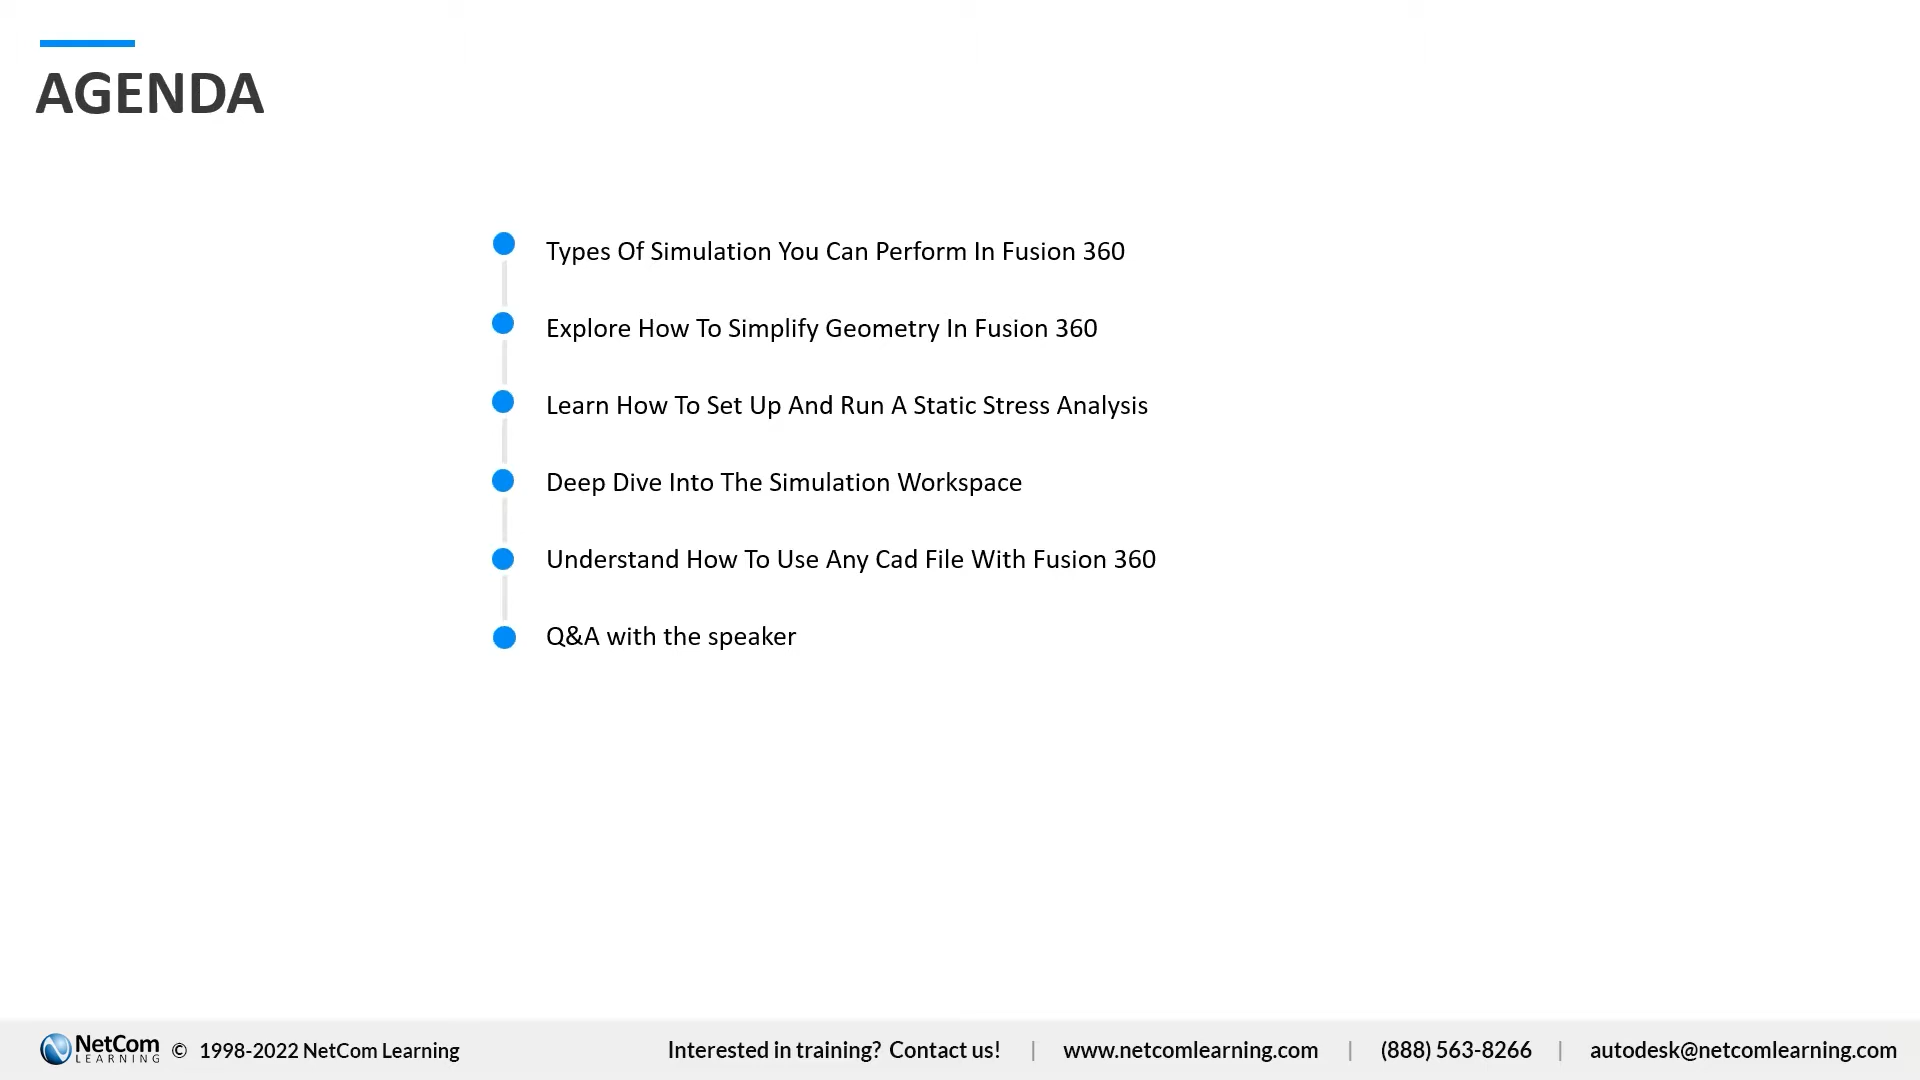 AGENDA
Types Of Simulation You Can Perform In Fusion 360
Explore How To Simplify Geometry In Fusion 360
Learn How To Set Up And Run A Static Stress Analysis
Deep Dive Into The Simulation Workspace
Understand How To Use Any Cad File With Fusion 360
Q&A with the speaker
NetCom
LEARNING
© 1998-2022 NetCom Learning
Interested in training? Contact us! | www.netcomlearning.com | (888) 563-8266 | autodesk@netcomlearning.com